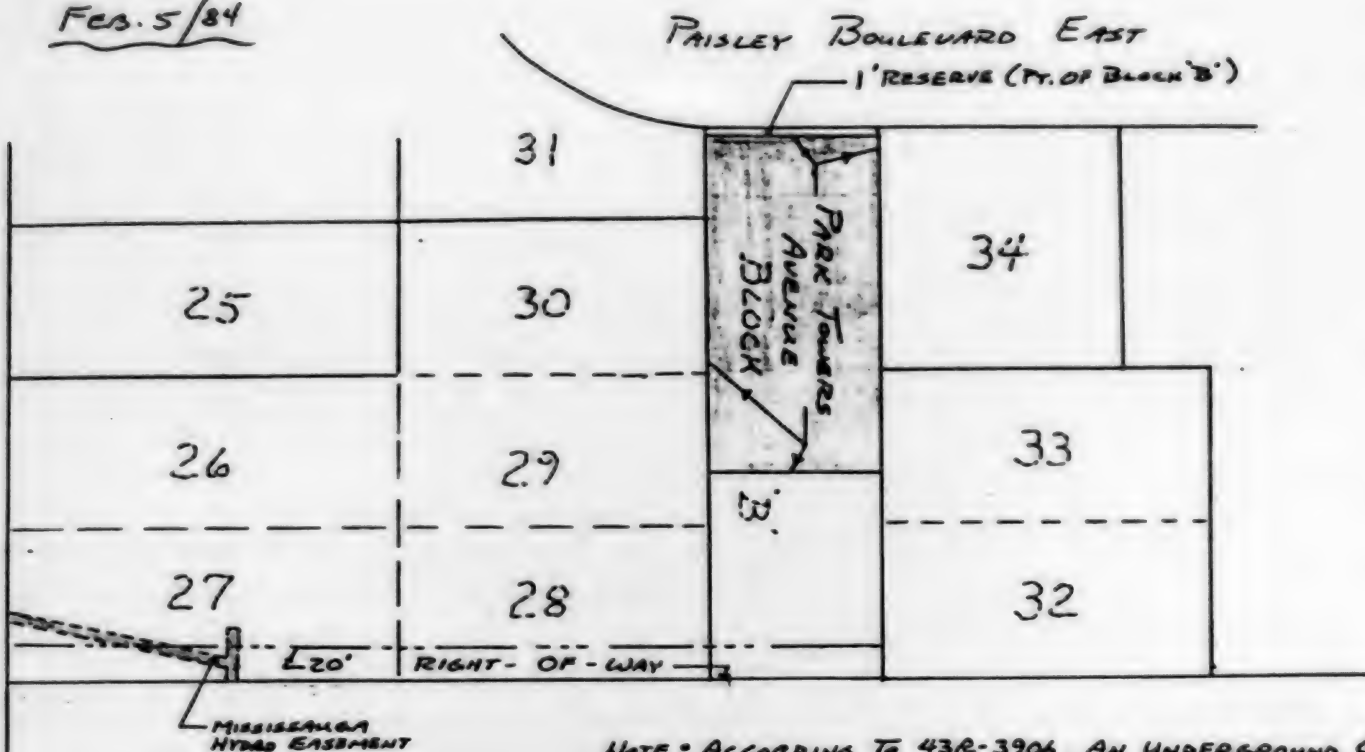 FEB. 5/84
PAISLEY BOULEVARD EAST
1' RESERVE (PT. OF BLOCK 'B')
31
34
PARK TOWERS
AVENUE
BLOCK
25
30
26
29
33
'B'
27
28
32
20'
RIGHT-OF-WAY
MISSISSAUGA
HYDRO EASEMENT
NOTE: ACCORDING TO 43R-3906, AN UNDERGROUND